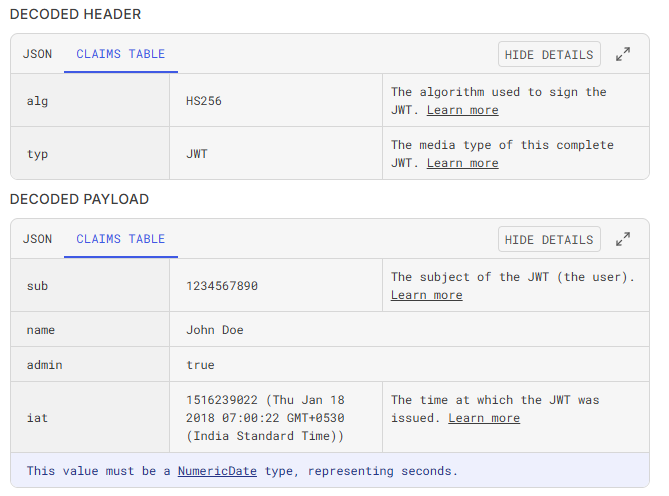 DECODED HEADER
JSON CLAIMS TABLE HIDE DETAILS
alg HS256 The algorithm used to sign the
JWT. Learn more
typ JWT The media type of this complete
JWT. Learn more
DECODED PAYLOAD
JSON CLAIMS TABLE HIDE DETAILS
sub 1234567890 The subject of the JWT (the user).
Learn more
name John Doe
admin true
iat 1516239022 (Thu Jan 18 The time at which the JWT was
2018 07:00:22 GMT+0530 issued. Learn more
(India Standard Time))
This value must be a NumericDate type, representing seconds.